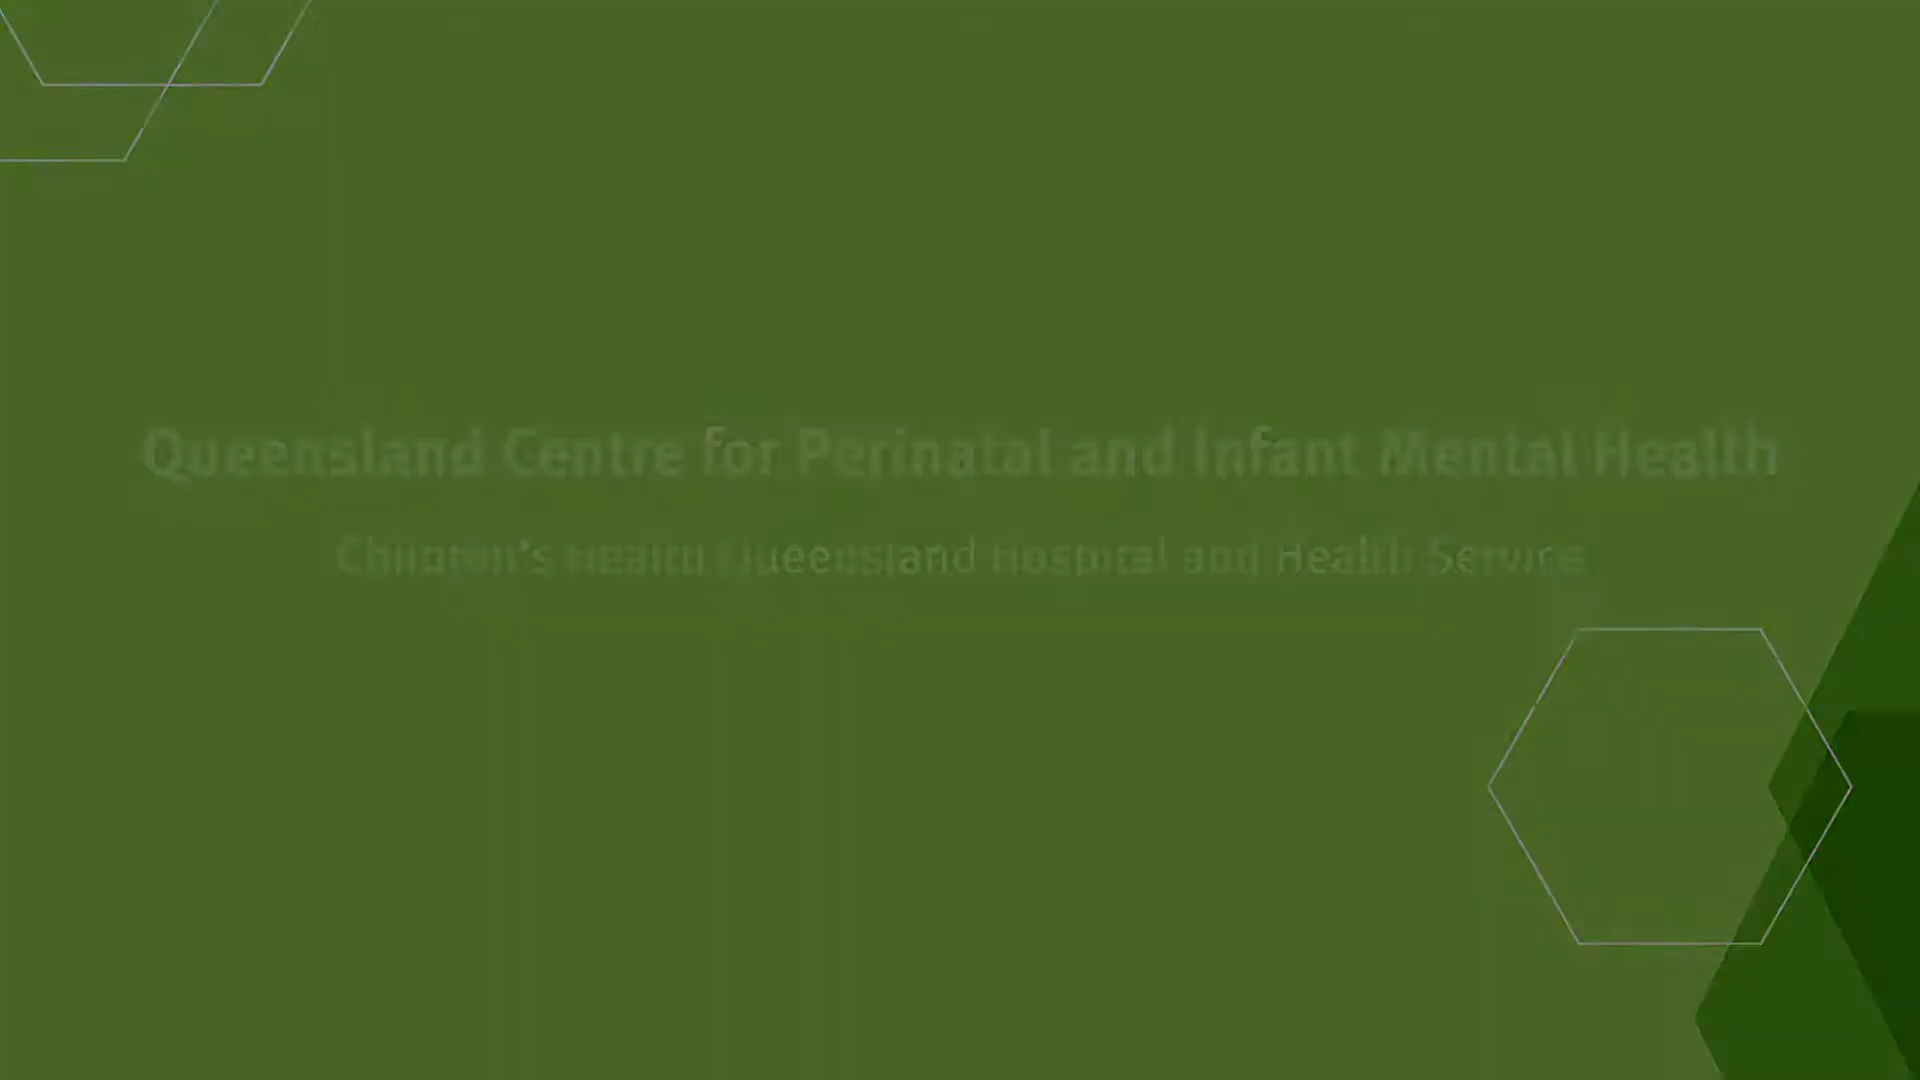 Queensland Centre for Perinatal and Infant Mental Health
Children's Health Queensland Hospital and Health Service